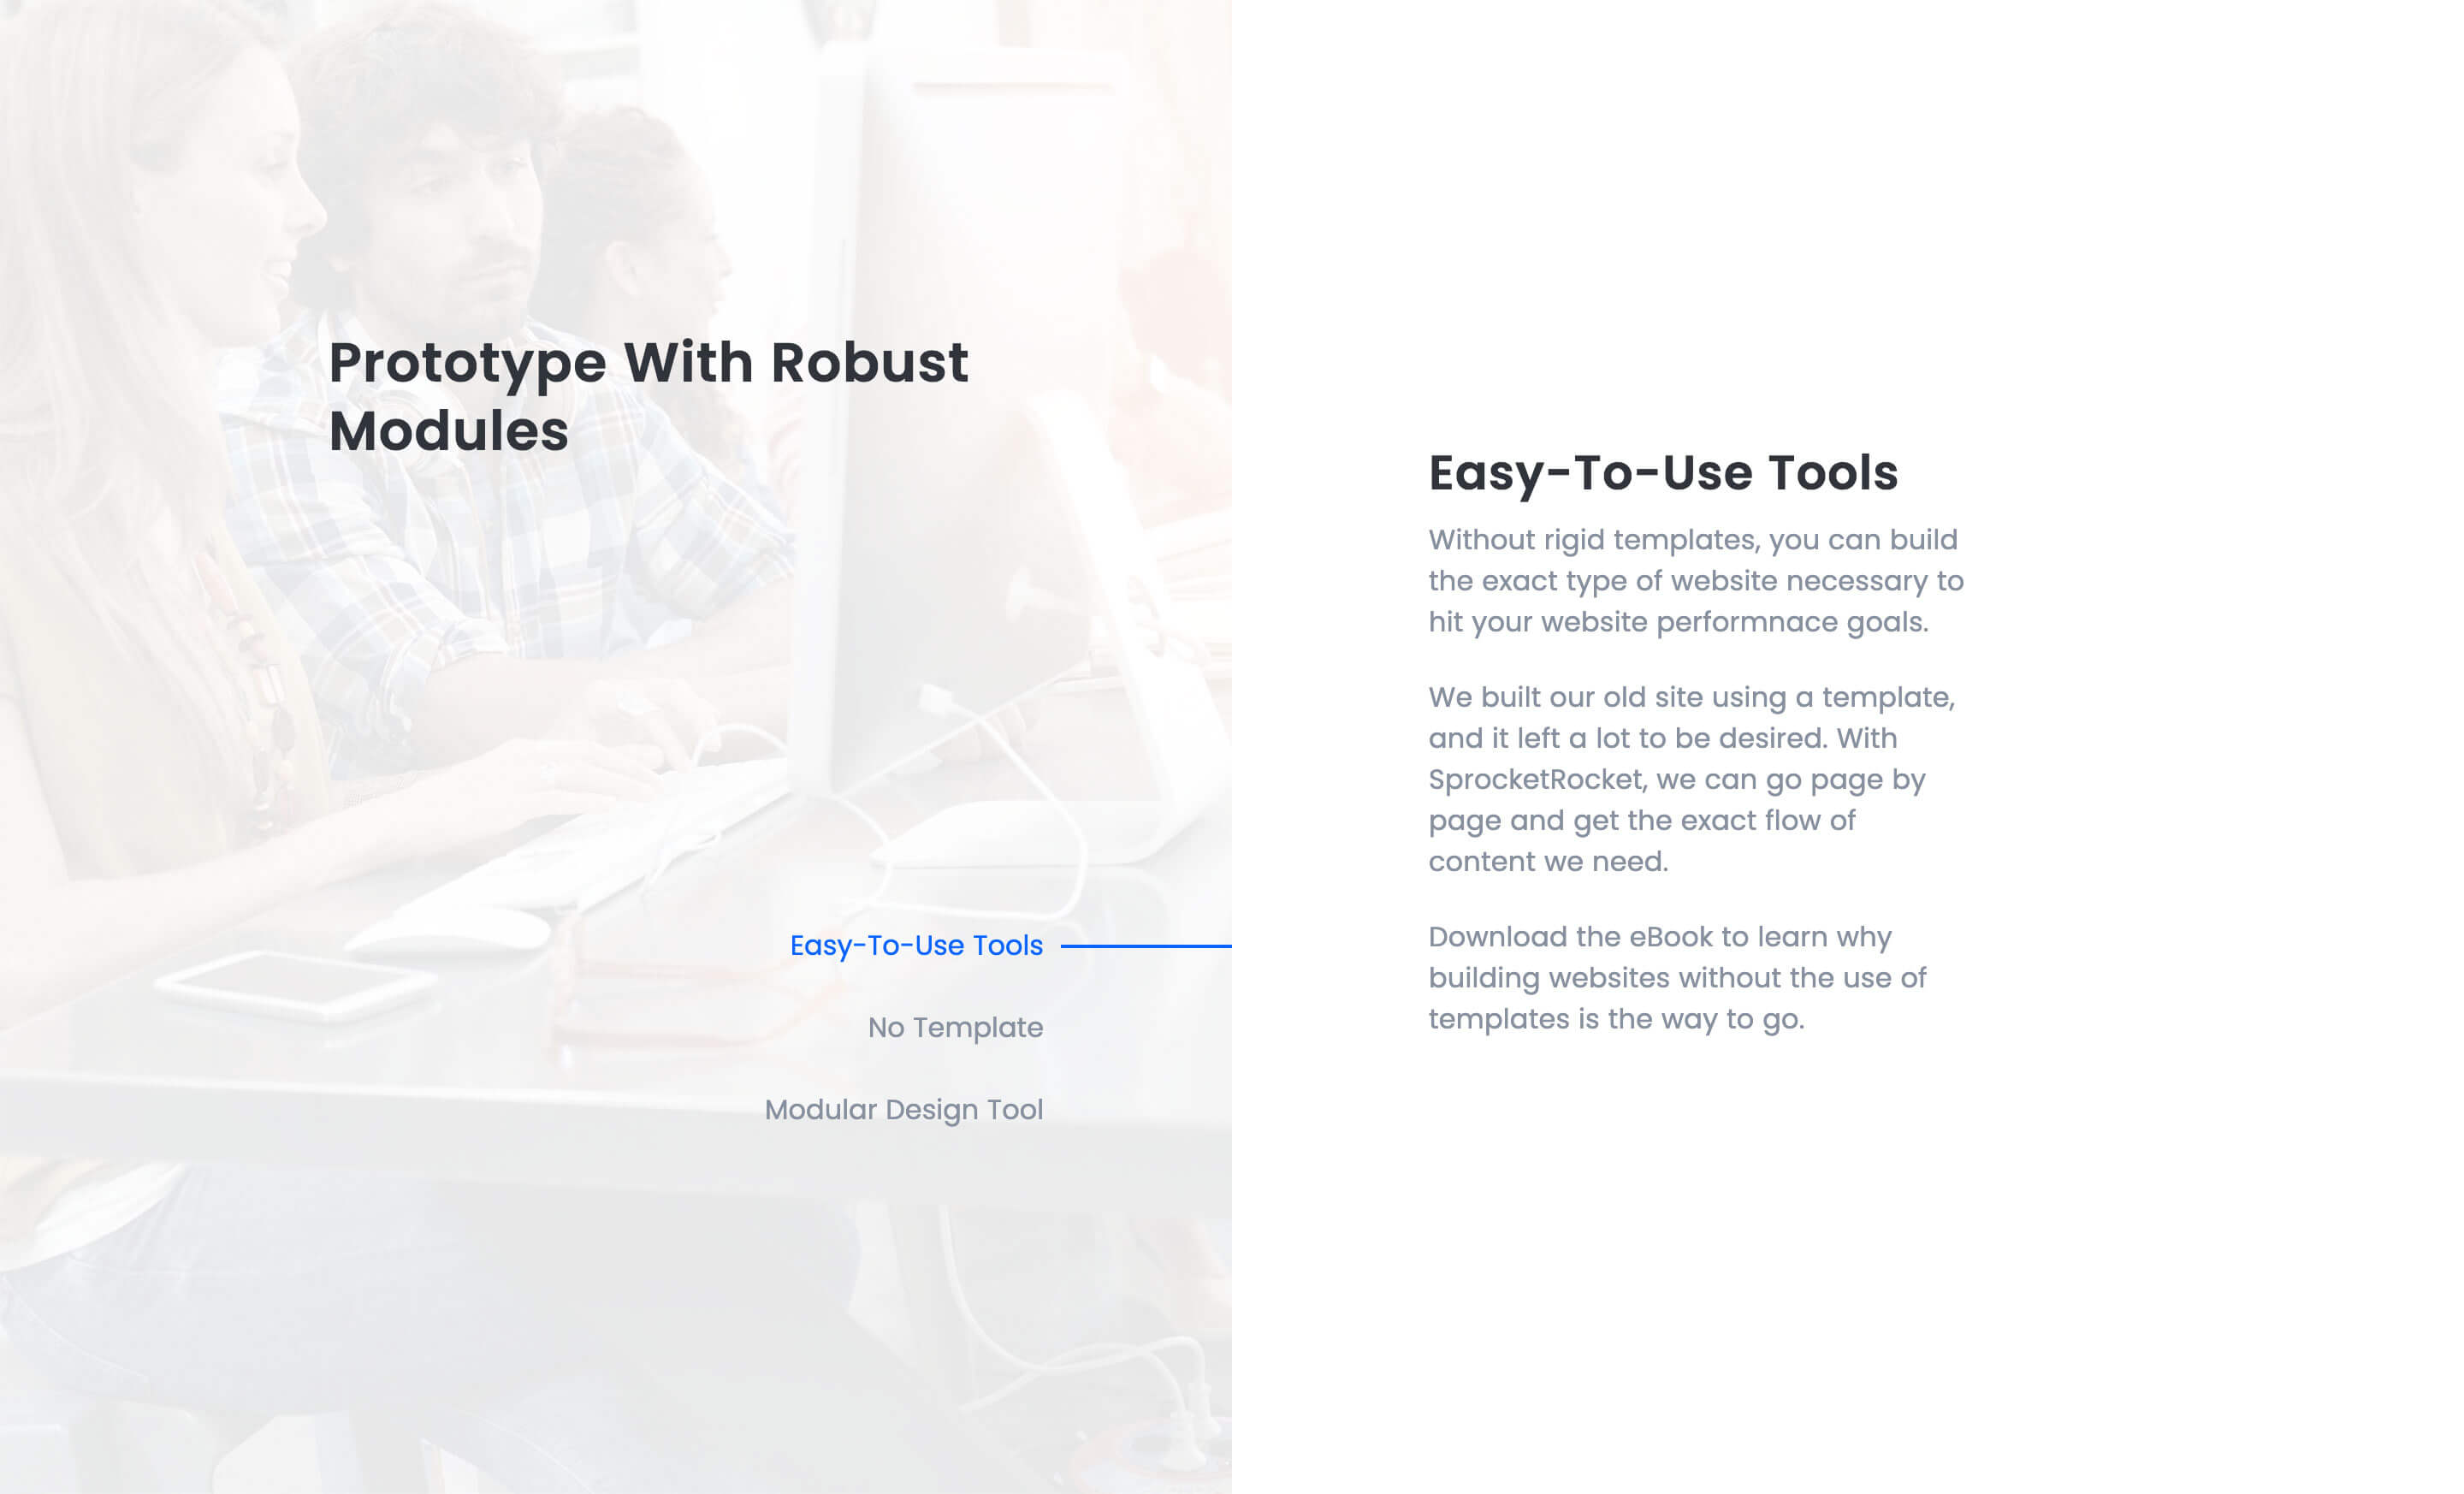 Prototype With Robust
Modules
Easy-To-Use Tools
No Template
Modular Design Tool
Easy-To-Use Tools
Without rigid templates, you can build
the exact type of website necessary to
hit your website performnace goals.
We built our old site using a template,
and it left a lot to be desired. With
SprocketRocket, we can go page by
page and get the exact flow of
content we need.
Download the eBook to learn why
building websites without the use of
templates is the way to go.